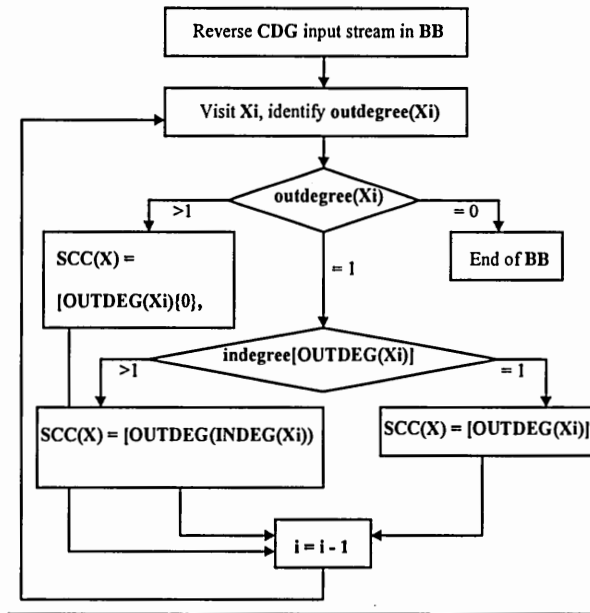 Reverse CDG input stream in BB
Visit Xi, identify outdegree(Xi)
outdegree(Xi)
>1
= 0
SCC(X) =
[OUTDEG(Xi){0},
End of BB
= 1
indegree[OUTDEG(Xi)]
>1
= 1
SCC(X) = [OUTDEG(INDEG(Xi))
SCC(X) = [OUTDEG(Xi)]
i = i - 1